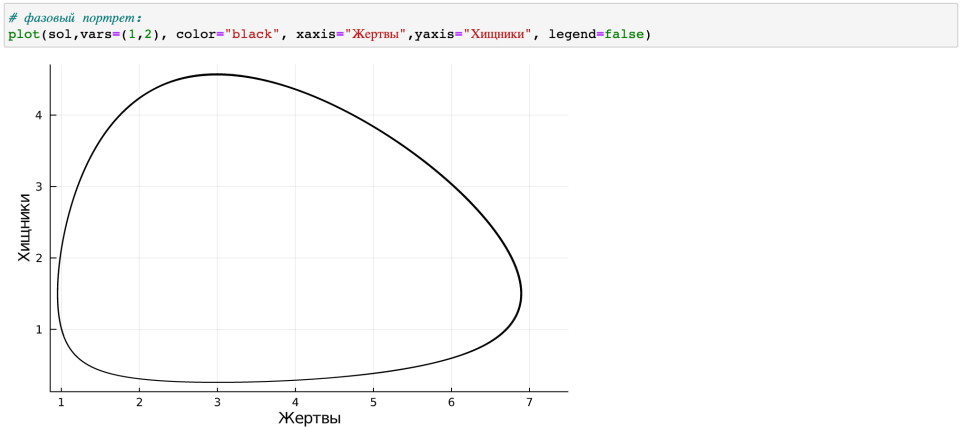 # фазовый портрет:
plot(sol,vars=(1,2), color="black", xaxis="Жертвы",yaxis="Хищники", legend=false)
4
3
2
1
Хищники
1 2 3 4 5 6 7
Жертвы